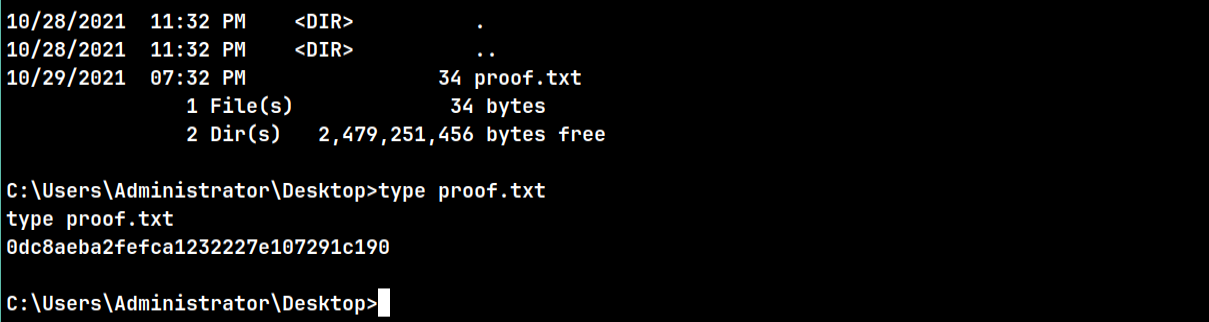 10/28/2021  11:32 PM    <DIR>          .
10/28/2021  11:32 PM    <DIR>          ..
10/29/2021  07:32 PM                34 proof.txt
               1 File(s)             34 bytes
               2 Dir(s)   2,479,251,456 bytes free
C:\Users\Administrator\Desktop>type proof.txt
type proof.txt
0dc8aeba2fefca1232227e107291c190
C:\Users\Administrator\Desktop>